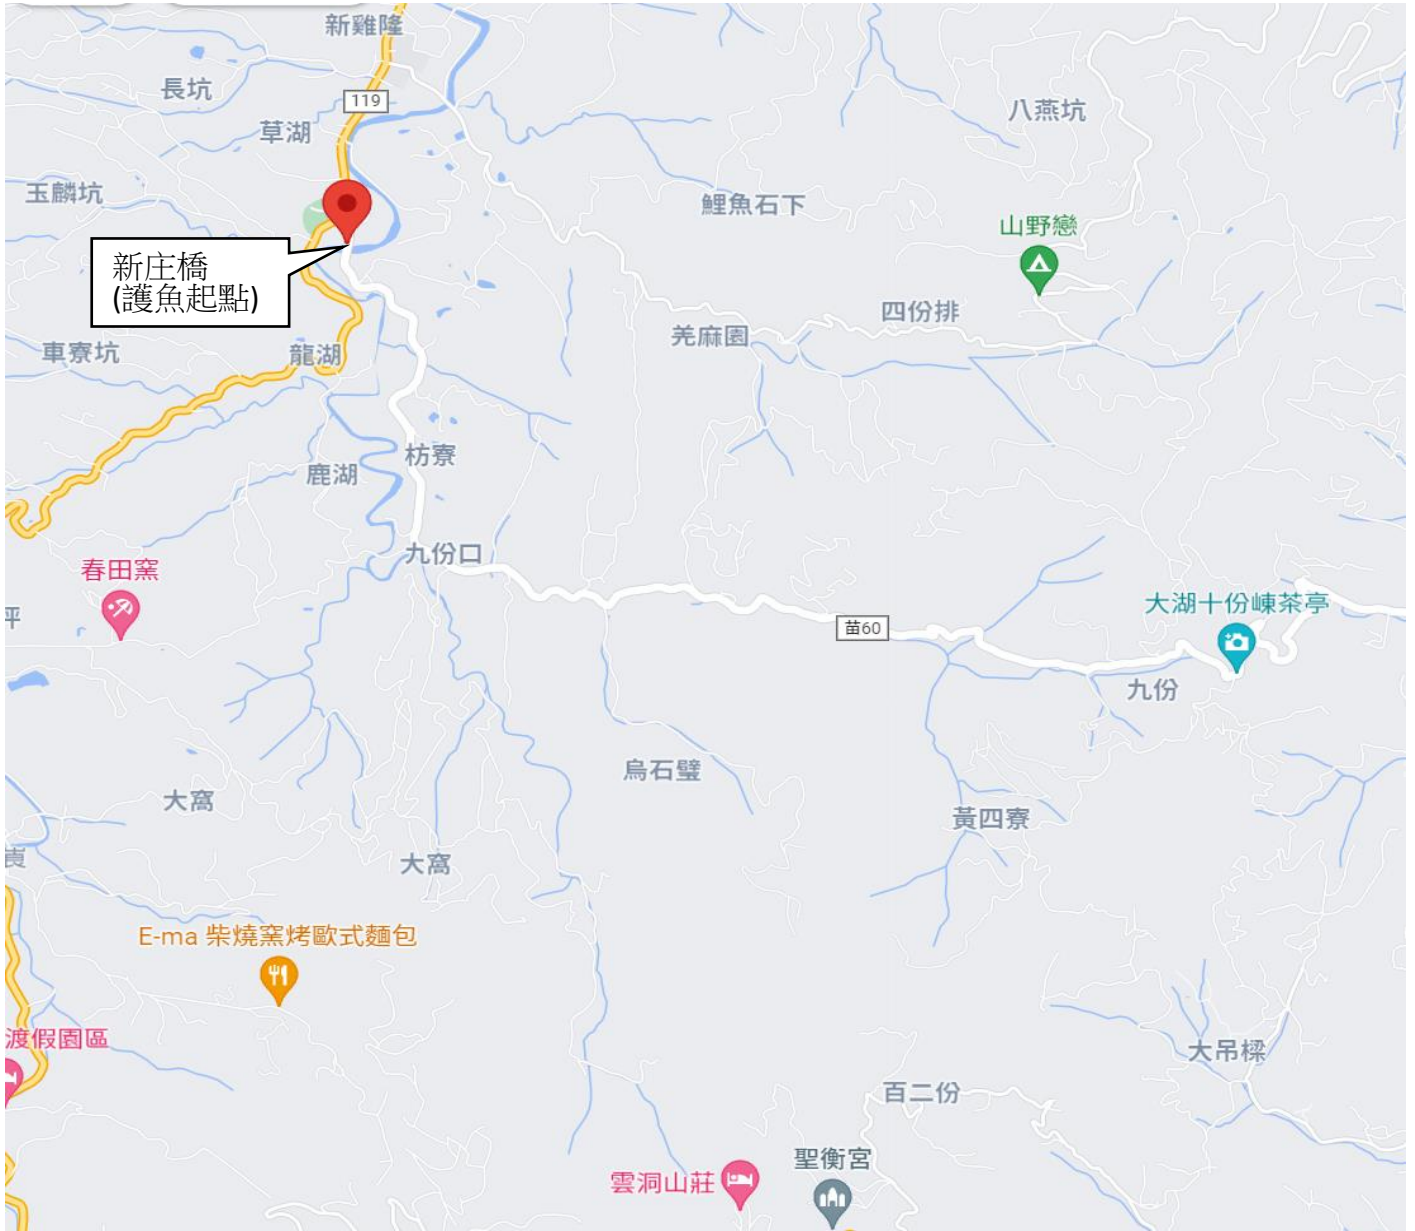 新雞隆
長坑
119
八燕坑
草湖
玉麟坑
鯉魚石下
山野戀
新庄橋
(護魚起點)
四份排
羌麻園
車寮坑
龍湖
枋寮
鹿湖
九份口
春田窯
大湖十份崠茶亭
坪
苗60
九份
烏石壁
大窩
黃四寮
大窩
E-ma 柴燒窯烤歐式麵包
渡假園區
大吊樑
百二份
聖衡宮
雲洞山莊